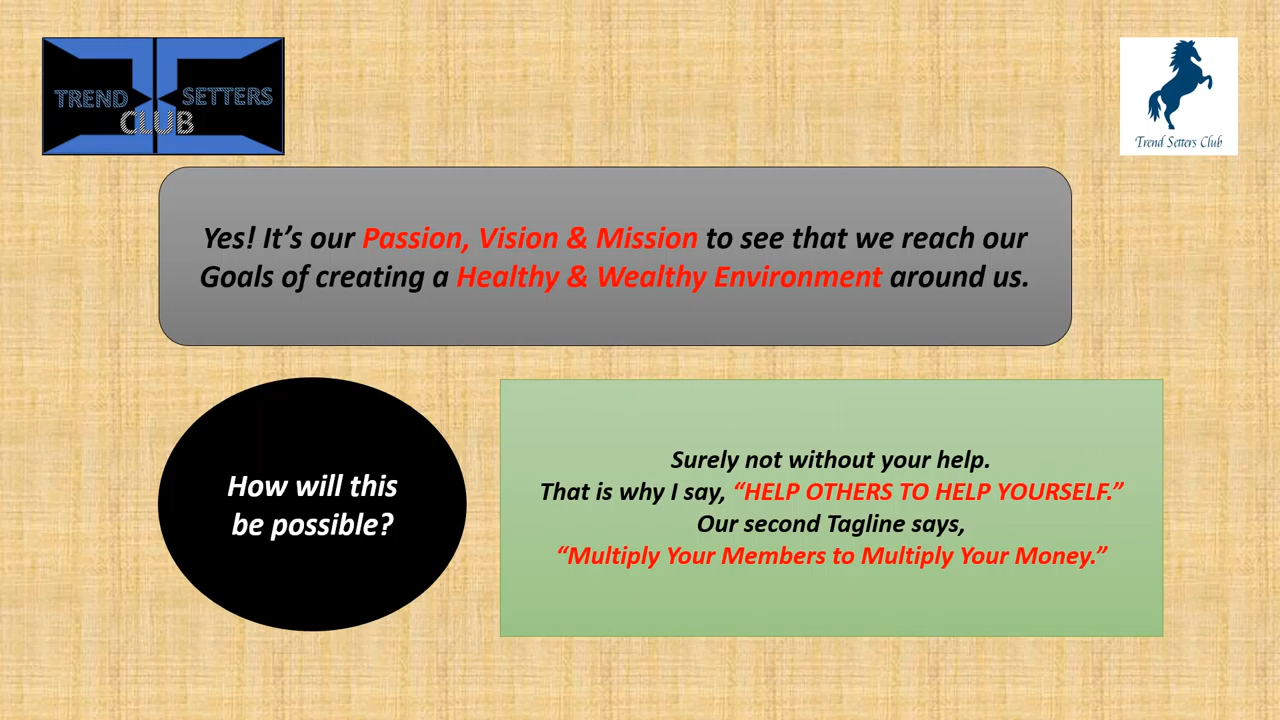 TREND SETTERS
CLUB
Trend Setters Club
Yes! It’s our Passion, Vision & Mission to see that we reach our
Goals of creating a Healthy & Wealthy Environment around us.
How will this
be possible?
Surely not without your help.
That is why I say, “HELP OTHERS TO HELP YOURSELF.”
Our second Tagline says,
“Multiply Your Members to Multiply Your Money.”